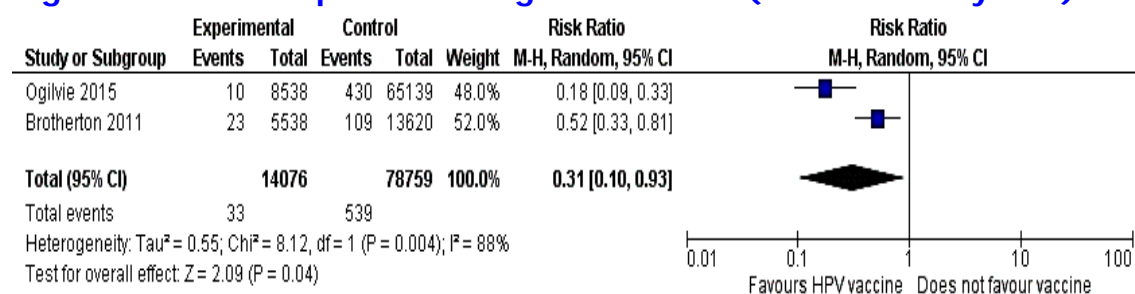 Experimental Control Risk Ratio Risk Ratio
Study or Subgroup Events Total Events Total Weight M-H, Random, 95% CI M-H, Random, 95% CI
Ogilvie 2015 10 8538 430 65139 48.0% 0.18 [0.09, 0.33]
Brotherton 2011 23 5538 109 13620 52.0% 0.52 [0.33, 0.81]
Total (95% CI) 14076 78759 100.0% 0.31 [0.10, 0.93]
Total events 33 539
Heterogeneity: Tau² = 0.55; Chi² = 8.12, df = 1 (P = 0.004); I² = 88%
Test for overall effect: Z = 2.09 (P = 0.04)
0.01 0.1 1 10 100
Favours HPV vaccine Does not favour vaccine